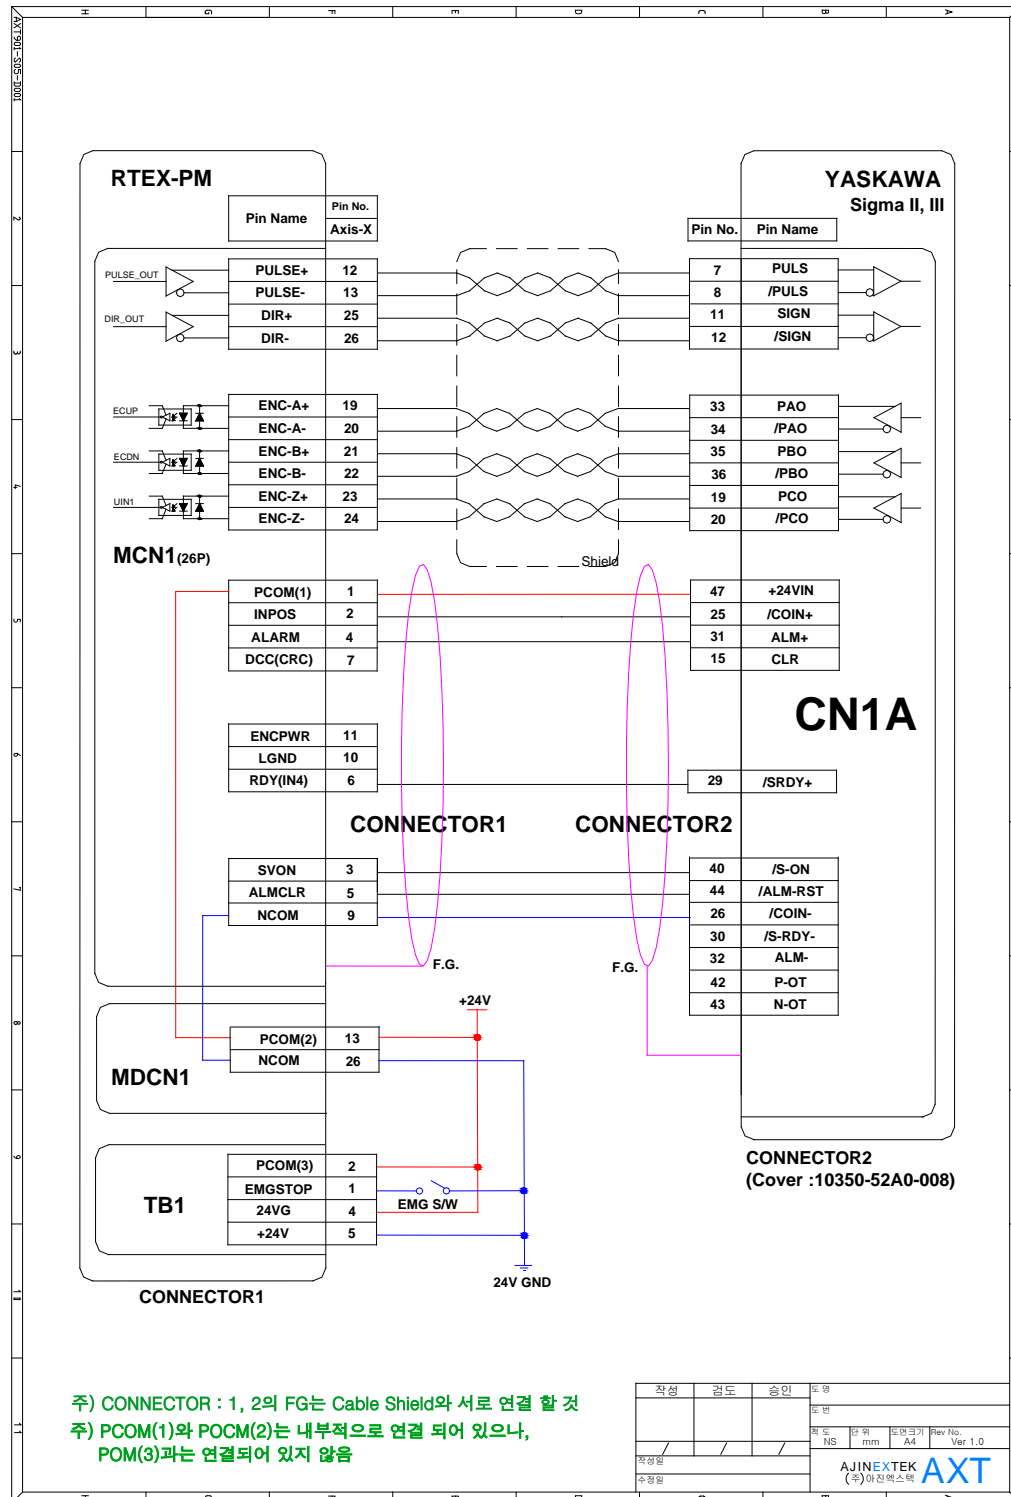 H G F E D C B A
AXT901-S05-D001
RTEX-PM
YASKAWA
Sigma II, III
Pin Name
Pin No.
Axis-X
Pin No. Pin Name
PULSE_OUT
PULSE+ 12
PULSE- 13
DIR_OUT
DIR+ 25
DIR- 26
7 PULS
8 /PULS
11 SIGN
12 /SIGN
ECUP
ENC-A+ 19
ENC-A- 20
ECDN
ENC-B+ 21
ENC-B- 22
UIN1
ENC-Z+ 23
ENC-Z- 24
33 PAO
34 /PAO
35 PBO
36 /PBO
19 PCO
20 /PCO
MCN1(26P)
Shield
PCOM(1) 1
INPOS 2
ALARM 4
DCC(CRC) 7
47 +24VIN
25 /COIN+
31 ALM+
15 CLR
CN1A
ENCPWR 11
LGND 10
RDY(IN4) 6
29 /SRDY+
CONNECTOR1
CONNECTOR2
SVON 3
ALMCLR 5
NCOM 9
40 /S-ON
44 /ALM-RST
26 /COIN-
30 /S-RDY-
32 ALM-
42 P-OT
43 N-OT
F.G.
F.G.
+24V
PCOM(2) 13
NCOM 26
MDCN1
PCOM(3) 2
EMGSTOP 1
24VG 4
+24V 5
TB1
EMG S/W
24V GND
CONNECTOR1
CONNECTOR2
(Cover :10350-52A0-008)
2
3
4
5
6
7
8
9
10
11
주) CONNECTOR : 1, 2의 FG는 Cable Shield와 서로 연결 할 것
주) PCOM(1)와 POCM(2)는 내부적으로 연결 되어 있으나,
POM(3)과는 연결되어 있지 않음
작성 검도 승인
/ / /
작성일
수정일
도 명
도 번
척 도 단 위 도면크기 Rev No.
NS mm A4 Ver 1.0
AJINEXTEK
(주)아진엑스텍
AXT
H G F E D C B A